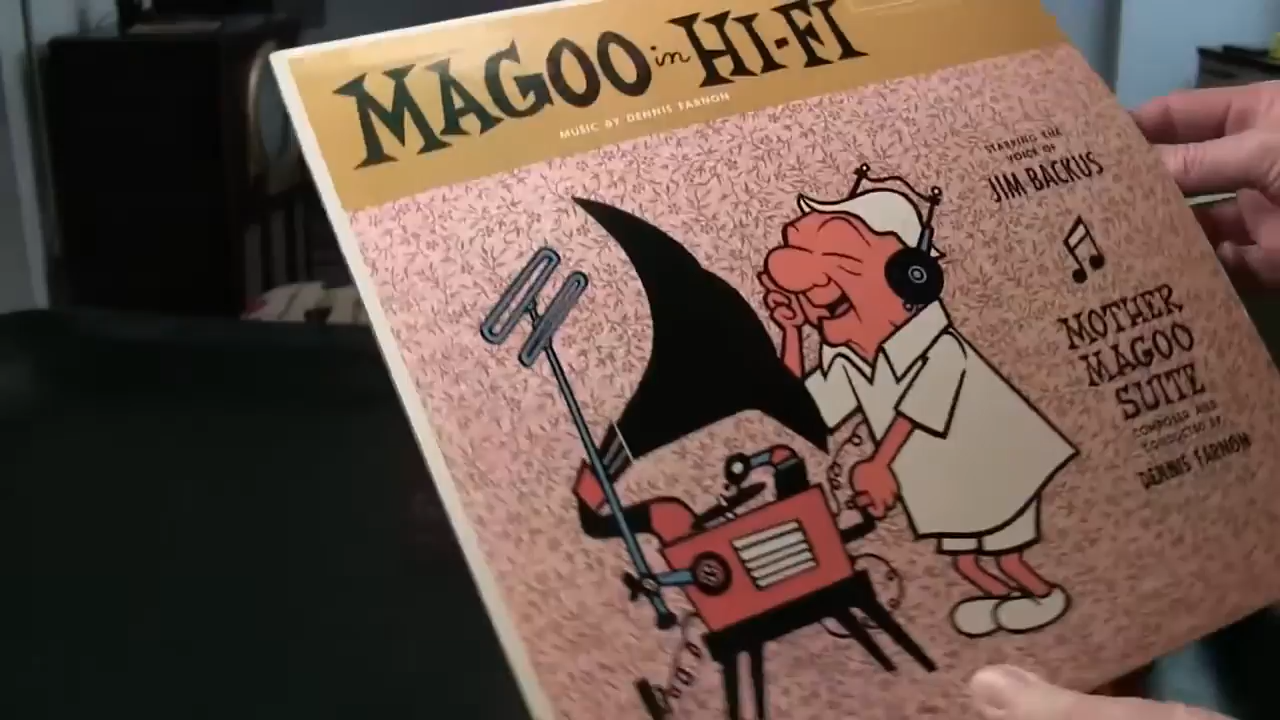 MAGOO in HI-FI
MUSIC BY DENNIS FARNON
STARRING THE
VOICE OF
JIM BACKUS
MOTHER
MAGOO
SUITE
COMPOSED AND
CONDUCTED BY
DENNIS FARNON